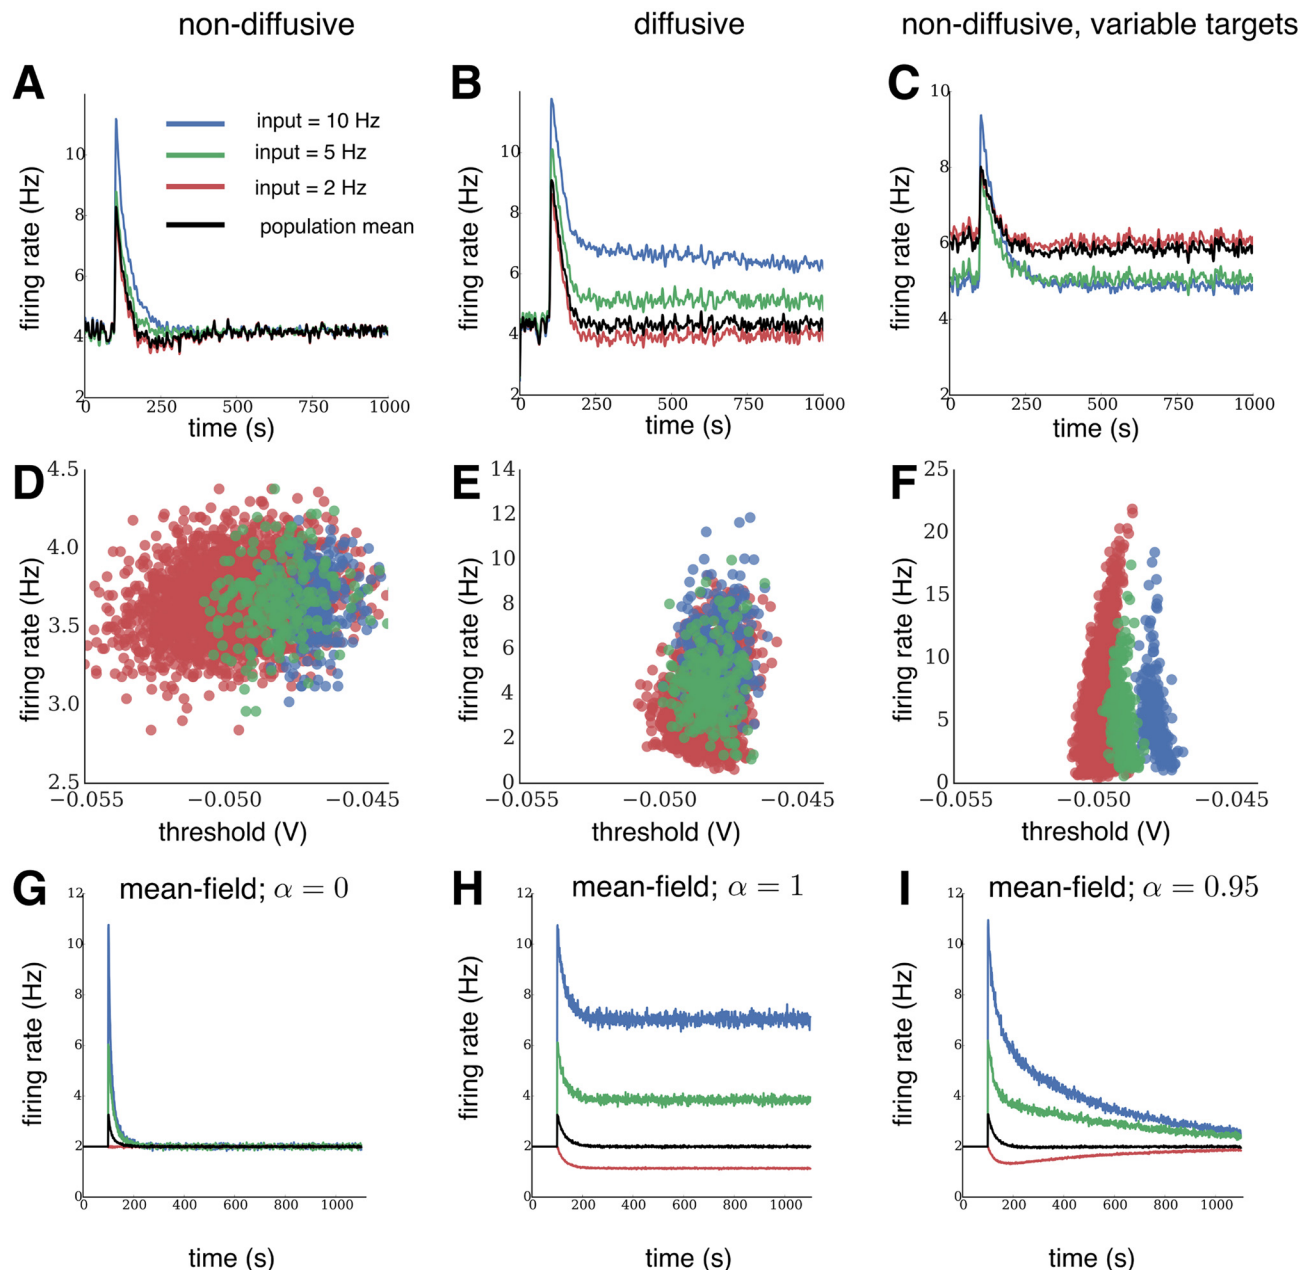 non-diffusive
diffusive
non-diffusive, variable targets
A
firing rate (Hz)
10
8
6
4
2
0
250
500
750
1000
time (s)
input = 10 Hz
input = 5 Hz
input = 2 Hz
population mean
B
firing rate (Hz)
10
8
6
4
2
0
250
500
750
1000
time (s)
C
firing rate (Hz)
10
8
6
4
2
0
250
500
750
1000
time (s)
D
firing rate (Hz)
4.5
4.0
3.5
3.0
2.5
−0.055
−0.050
−0.045
threshold (V)
E
firing rate (Hz)
14
12
10
8
6
4
2
0
−0.055
−0.050
−0.045
threshold (V)
F
firing rate (Hz)
25
20
15
10
5
0
−0.055
−0.050
−0.045
threshold (V)
G
mean-field; α = 0
firing rate (Hz)
12
10
8
6
4
2
0
0
200
400
600
800
1000
time (s)
H
mean-field; α = 1
firing rate (Hz)
12
10
8
6
4
2
0
0
200
400
600
800
1000
time (s)
I
mean-field; α = 0.95
firing rate (Hz)
12
10
8
6
4
2
0
0
200
400
600
800
1000
time (s)